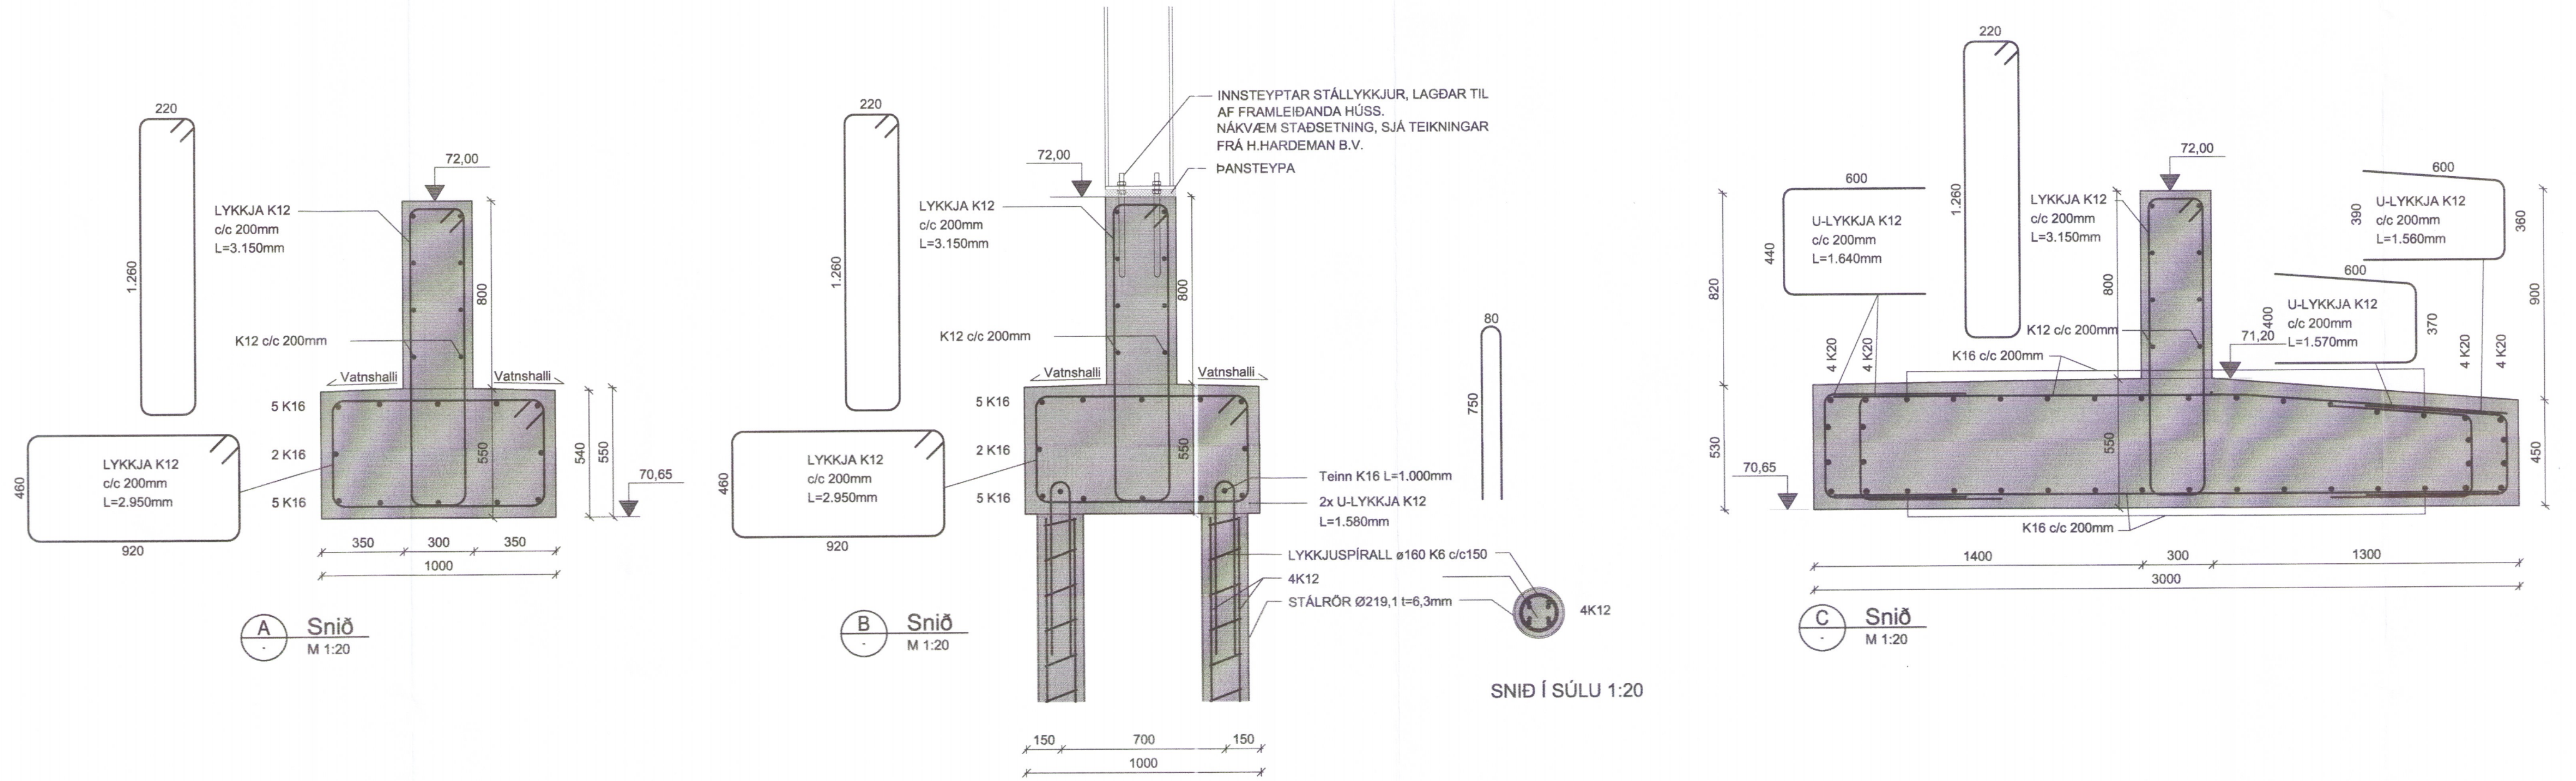 220
1.260
72,00
LYKKJA K12
c/c 200mm
L=3.150mm
800
K12 c/c 200mm
Vatnshalli
Vatnshalli
5 K16
2 K16
5 K16
550
540
550
70,65
LYKKJA K12
c/c 200mm
L=2.950mm
460
920
350
300
350
1000
A
-
Snið
M 1:20
220
1.260
INNSTEYPTAR STÁLLYKKJUR, LAGÐAR TIL
AF FRAMLEIÐANDA HÚSS.
NÁKVÆM STAÐSETNING, SJÁ TEIKNINGAR
FRÁ H.HARDEMAN B.V.
ÞANSTEYPA
72,00
LYKKJA K12
c/c 200mm
L=3.150mm
800
K12 c/c 200mm
Vatnshalli
Vatnshalli
5 K16
2 K16
5 K16
550
LYKKJA K12
c/c 200mm
L=2.950mm
460
920
80
750
Teinn K16 L=1.000mm
2x U-LYKKJA K12
L=1.580mm
LYKKJUSPÍRALL ø160 K6 c/c150
4K12
STÁLRÖR Ø219,1 t=6,3mm
4K12
SNIÐ Í SÚLU 1:20
150
700
150
1000
B
-
Snið
M 1:20
220
1.260
72,00
600
U-LYKKJA K12
c/c 200mm
L=1.640mm
440
LYKKJA K12
c/c 200mm
L=3.150mm
800
600
U-LYKKJA K12
c/c 200mm
L=1.560mm
390
360
600
U-LYKKJA K12
c/c 200mm
L=1.570mm
400
370
K12 c/c 200mm
K16 c/c 200mm
71,20
4 K20
4 K20
4 K20
4 K20
820
530
900
450
550
70,65
K16 c/c 200mm
1400
300
1300
3000
C
-
Snið
M 1:20